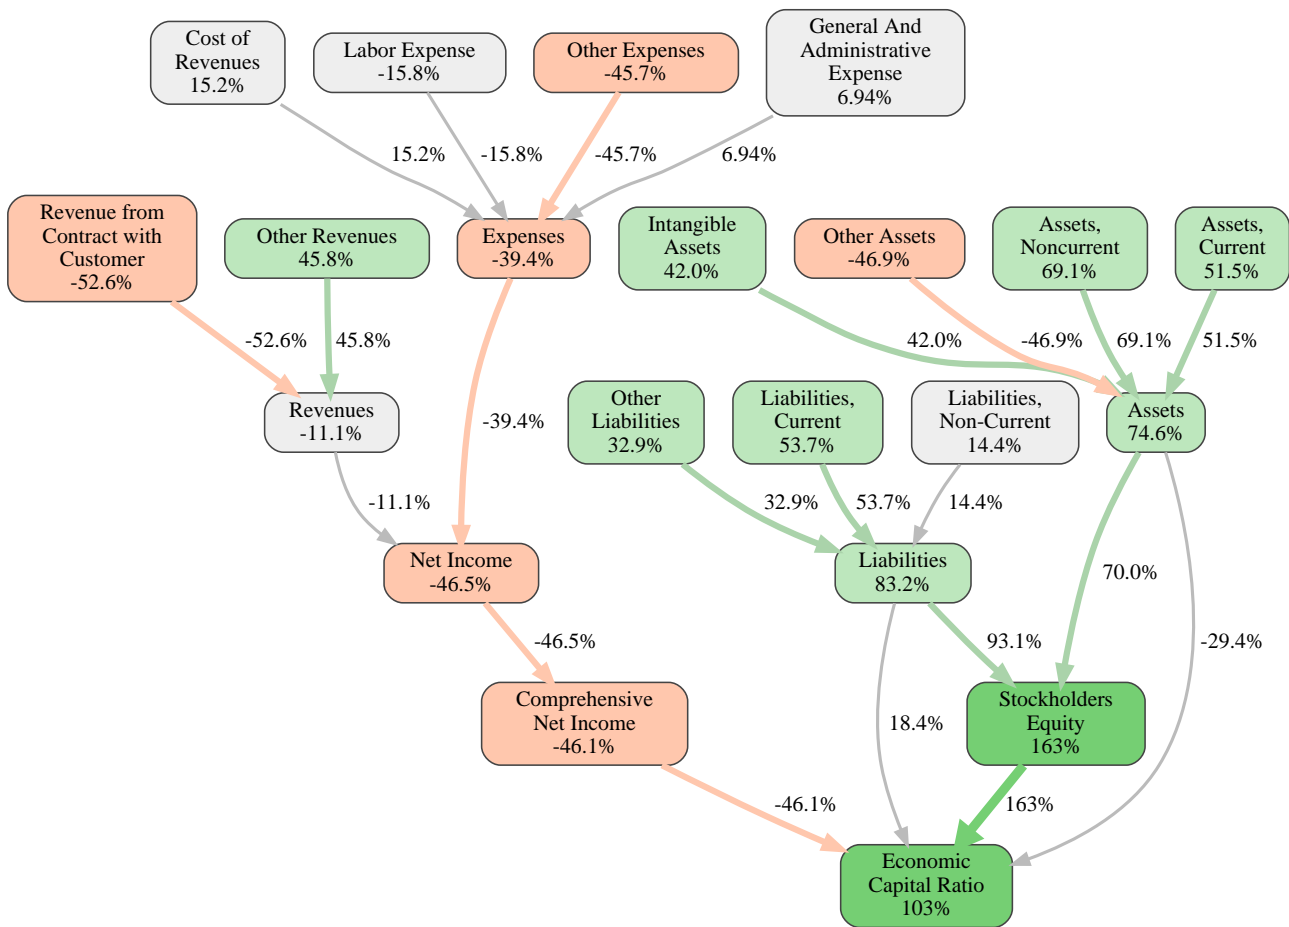 Cost of
Revenues
15.2%
Labor Expense
-15.8%
Other Expenses
-45.7%
General And
Administrative
Expense
6.94%
15.2%
-15.8%
-45.7%
6.94%
Revenue from
Contract with
Customer
-52.6%
Other Revenues
45.8%
Expenses
-39.4%
Intangible
Assets
42.0%
Other Assets
-46.9%
Assets,
Noncurrent
69.1%
Assets,
Current
51.5%
-52.6%
45.8%
42.0%
-46.9%
69.1%
51.5%
Revenues
-11.1%
-39.4%
Other
Liabilities
32.9%
Liabilities,
Current
53.7%
Liabilities,
Non-Current
14.4%
Assets
74.6%
-11.1%
32.9%
53.7%
14.4%
Net Income
-46.5%
Liabilities
83.2%
70.0%
-46.5%
93.1%
-29.4%
Comprehensive
Net Income
-46.1%
18.4%
Stockholders
Equity
163%
-46.1%
163%
Economic
Capital Ratio
103%